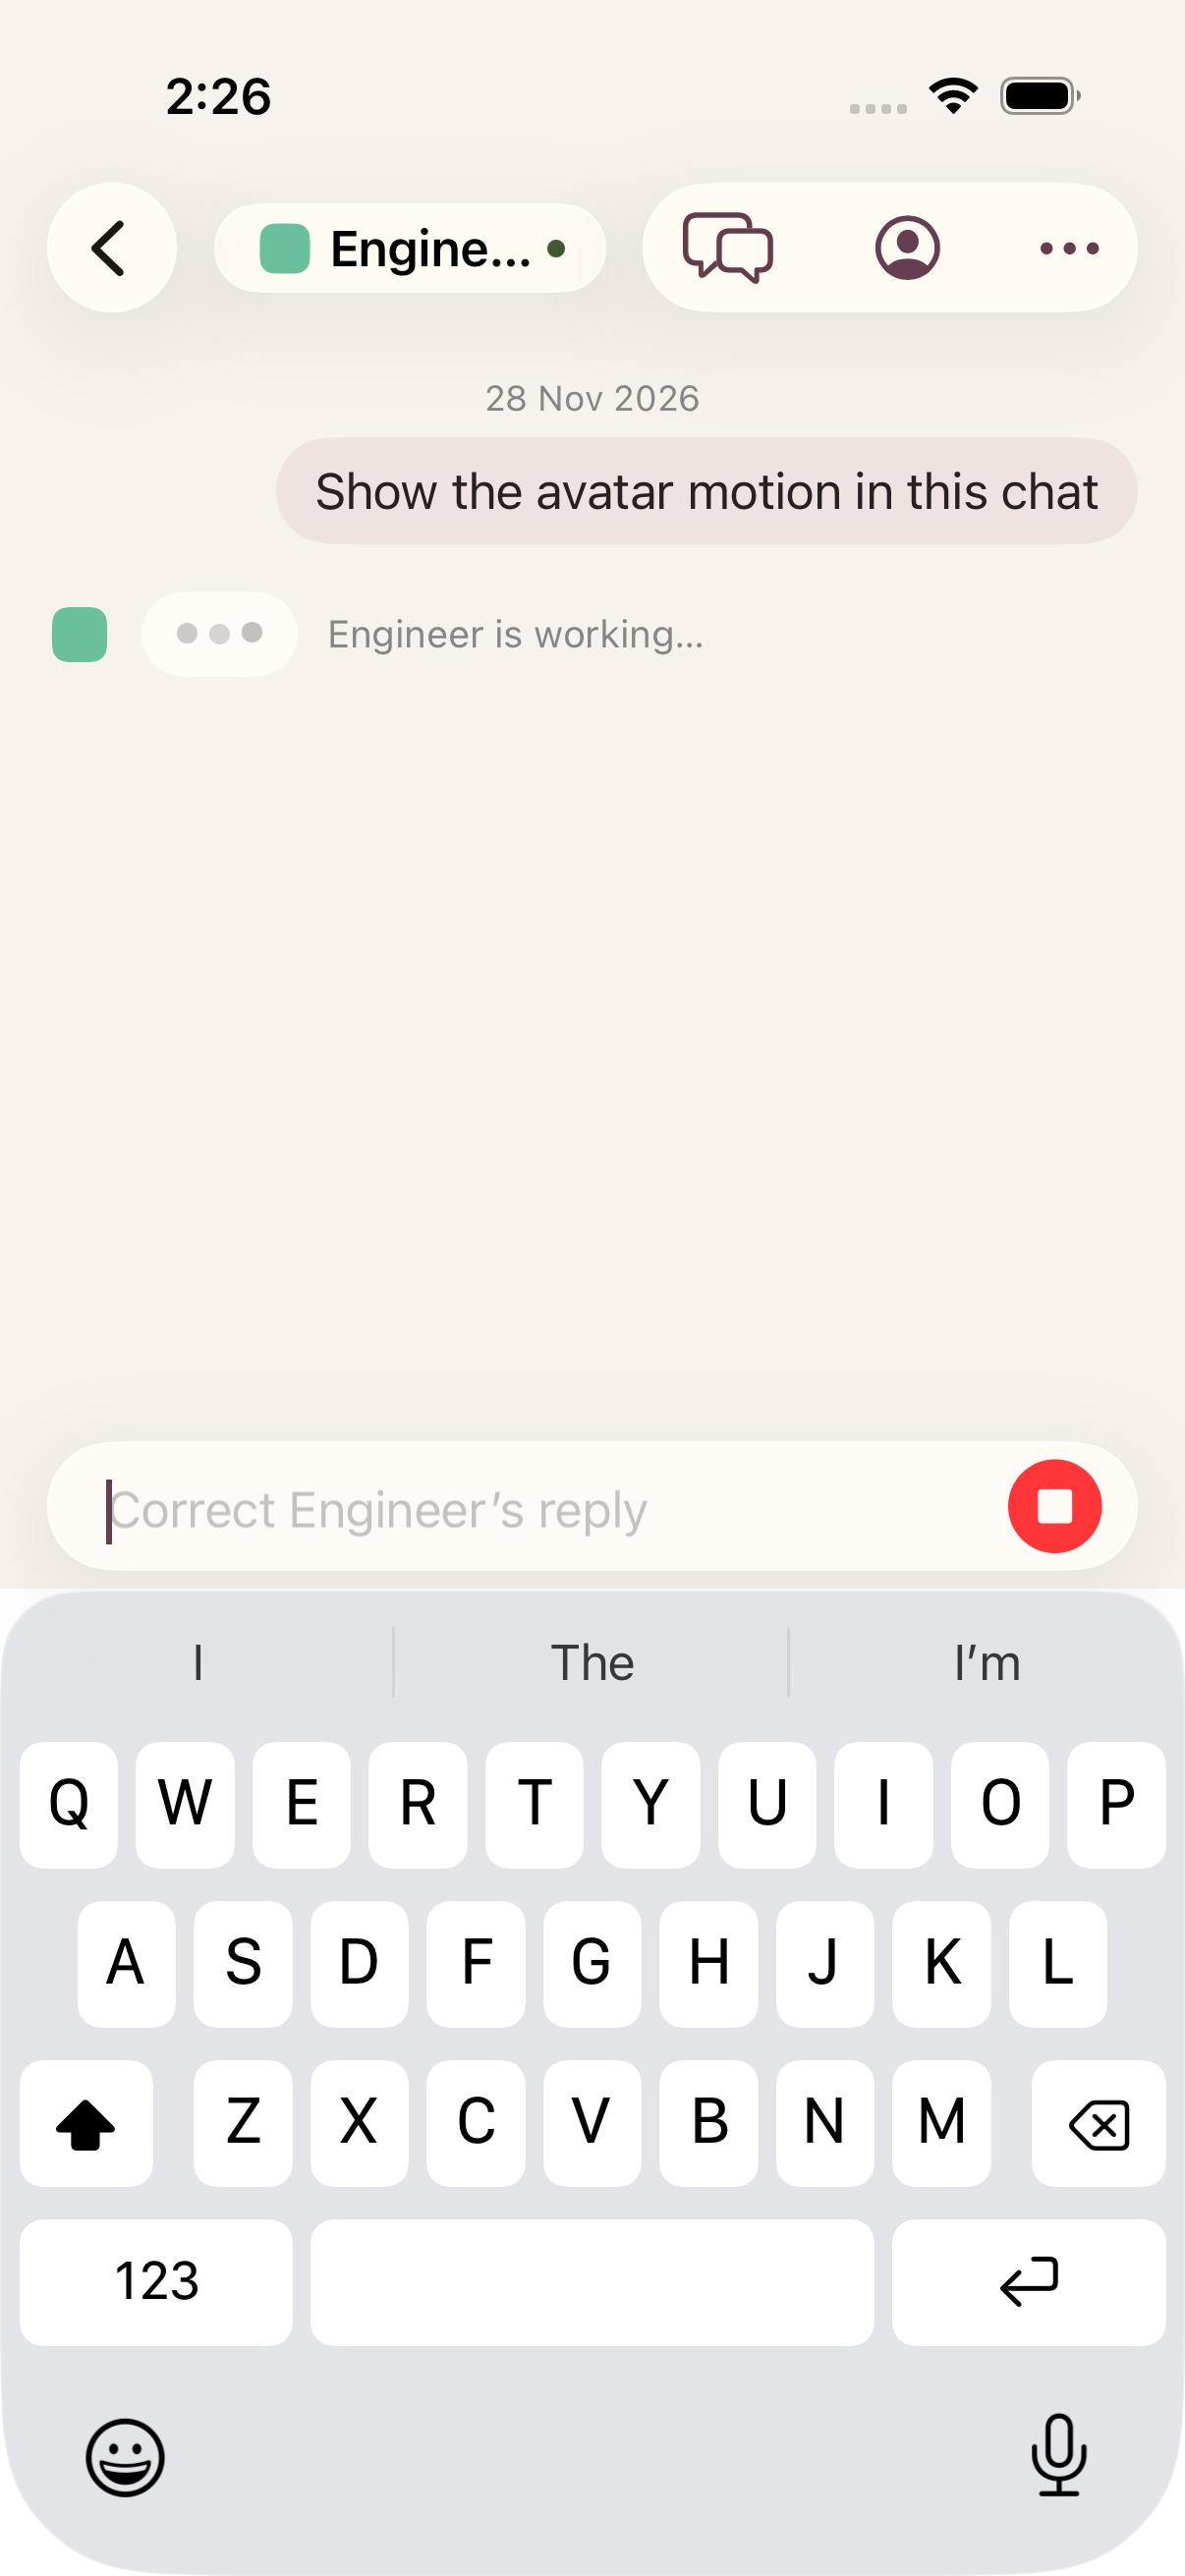 2:26
Engine...
28 Nov 2026
Show the avatar motion in this chat
Engineer is working...
Correct Engineer’s reply
I The I’m
Q W E R T Y U I O P
A S D F G H J K L
Z X C V B N M
123